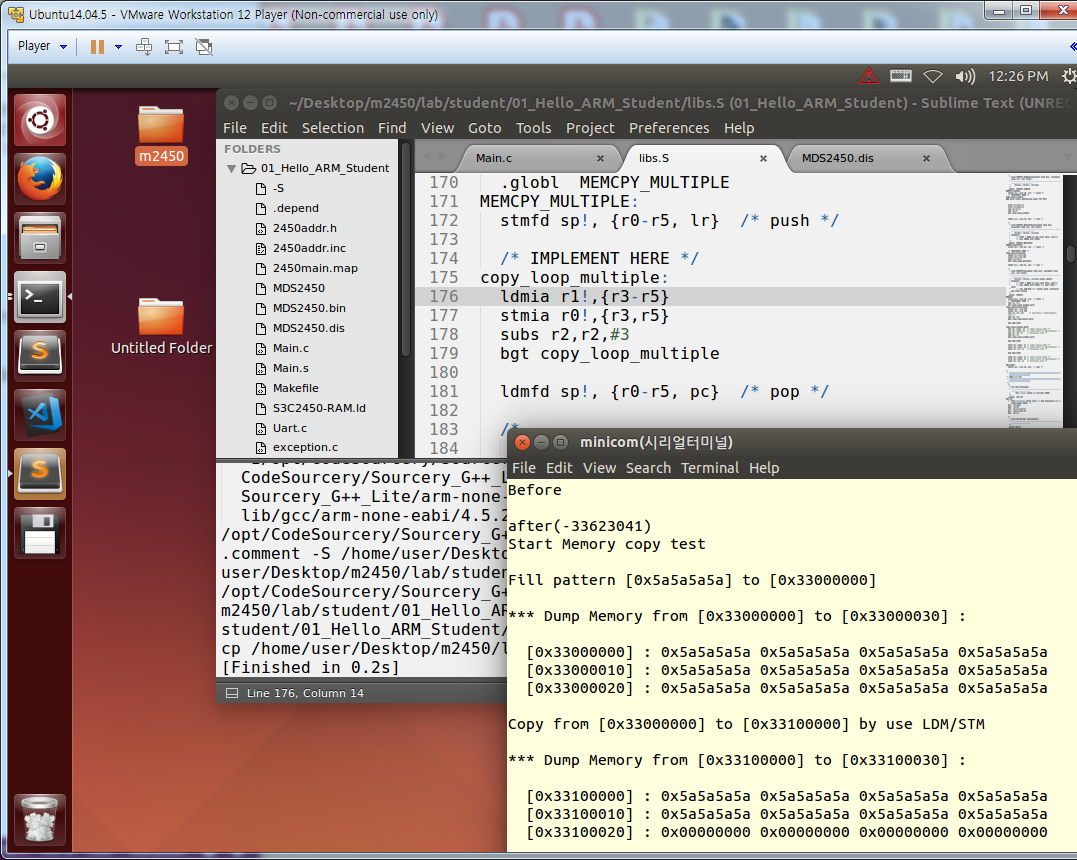 Ubuntu14.04.5 - VMware Workstation 12 Player (Non-commercial use only)
Player
12:26 PM
~/Desktop/m2450/lab/student/01_Hello_ARM_Student/libs.S (01_Hello_ARM_Student) - Sublime Text (UNREC
File Edit Selection Find View Goto Tools Project Preferences Help
m2450
Untitled Folder
FOLDERS
01_Hello_ARM_Student
-S
.depend
2450addr.h
2450addr.inc
2450main.map
MDS2450
MDS2450.bin
MDS2450.dis
Main.c
Main.s
Makefile
S3C2450-RAM.ld
Uart.c
exception.c
Main.c × libs.S × MDS2450.dis ×
170 .globl MEMCPY_MULTIPLE
171 MEMCPY_MULTIPLE:
172 stmfd sp!, {r0-r5, lr} /* push */
173
174 /* IMPLEMENT HERE */
175 copy_loop_multiple:
176 ldmia r1!,{r3-r5}
177 stmia r0!,{r3,r5}
178 subs r2,r2,#3
179 bgt copy_loop_multiple
180
181 ldmfd sp!, {r0-r5, pc} /* pop */
182
183 /*
184
CodeSourcery/Sourcery_G++_L
Sourcery_G++_Lite/arm-none-
lib/gcc/arm-none-eabi/4.5.2
/opt/CodeSourcery/Sourcery_G+
.comment -S /home/user/Deskto
user/Desktop/m2450/lab/studen
/opt/CodeSourcery/Sourcery_G+
m2450/lab/student/01_Hello_AR
student/01_Hello_ARM_Student/
cp /home/user/Desktop/m2450/l
[Finished in 0.2s]
Line 176, Column 14
minicom(시리얼터미널)
File Edit View Search Terminal Help
Before
after(-33623041)
Start Memory copy test
Fill pattern [0x5a5a5a5a] to [0x33000000]
*** Dump Memory from [0x33000000] to [0x33000030] :
[0x33000000] : 0x5a5a5a5a 0x5a5a5a5a 0x5a5a5a5a 0x5a5a5a5a
[0x33000010] : 0x5a5a5a5a 0x5a5a5a5a 0x5a5a5a5a 0x5a5a5a5a
[0x33000020] : 0x5a5a5a5a 0x5a5a5a5a 0x5a5a5a5a 0x5a5a5a5a
Copy from [0x33000000] to [0x33100000] by use LDM/STM
*** Dump Memory from [0x33100000] to [0x33100030] :
[0x33100000] : 0x5a5a5a5a 0x5a5a5a5a 0x5a5a5a5a 0x5a5a5a5a
[0x33100010] : 0x5a5a5a5a 0x5a5a5a5a 0x5a5a5a5a 0x5a5a5a5a
[0x33100020] : 0x00000000 0x00000000 0x00000000 0x00000000